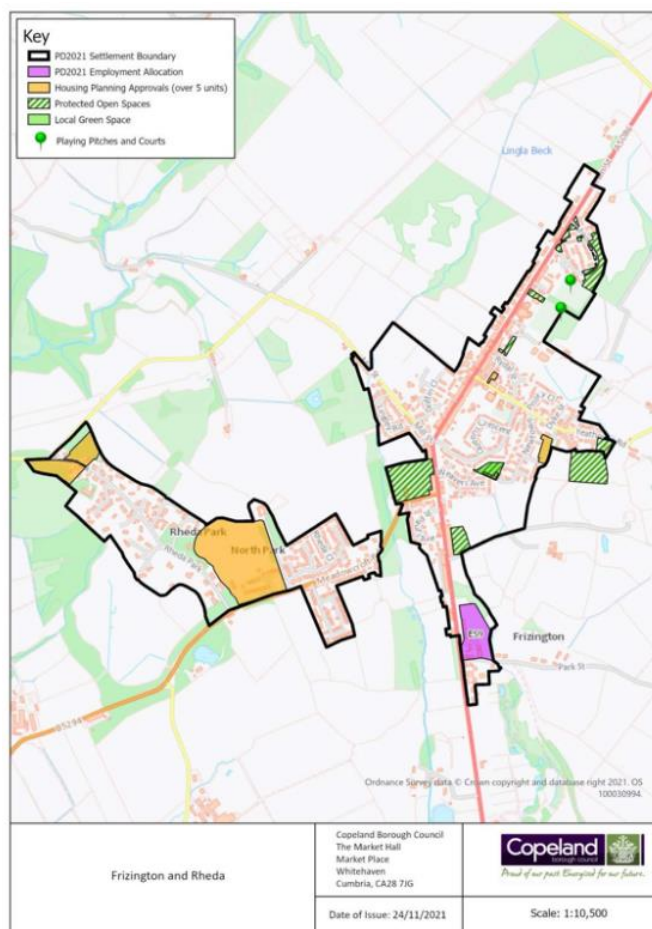 Key
PD2021 Settlement Boundary
PD2021 Employment Allocation
Housing Planning Approvals (over 5 units)
Protected Open Spaces
Local Green Space
Playing Pitches and Courts
Lingla Beck
Rheda Park
North Park
Rheda Park
Meadowcroft
Frizington
Park St
B5294
Ordnance Survey data © Crown copyright and database right 2021. OS
100030994.
Frizington and Rheda
Copeland Borough Council
The Market Hall
Market Place
Whitehaven
Cumbria, CA28 7JG
Date of Issue: 24/11/2021
Copeland
borough council
Proud of our past. Energised for our future.
Scale: 1:10,500